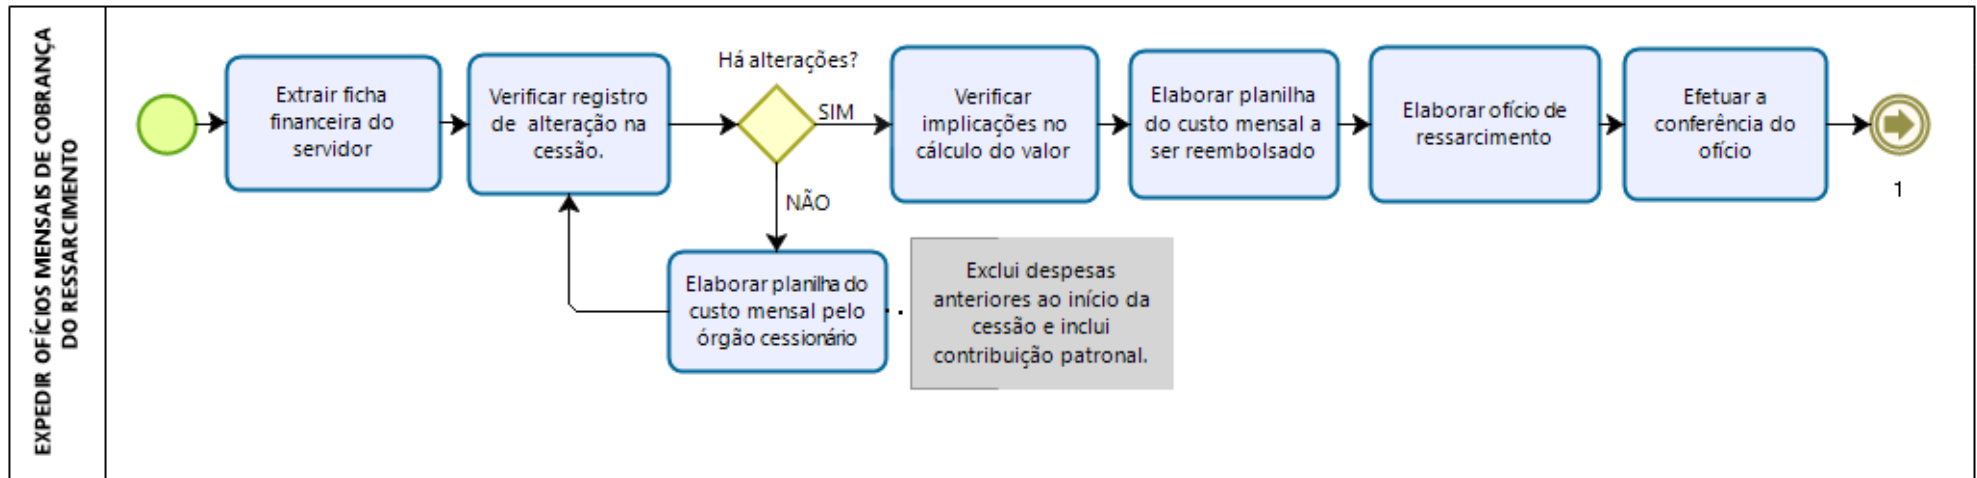 EXPEDIR OFÍCIOS MENSAIS DE COBRANÇA
DO RESSARCIMENTO
Extrair ficha
financeira do
servidor
Verificar registro
de alteração na
cessão.
Há alterações?
SIM
NÃO
Verificar
implicações no
cálculo do valor
Elaborar planilha
do custo mensal a
ser reembolsado
Elaborar ofício de
ressarcimento
Efetuar a
conferência do
ofício
1
Elaborar planilha do
custo mensal pelo
órgão cessionário
Exclui despesas
anteriores ao início da
cessão e inclui
contribuição patronal.